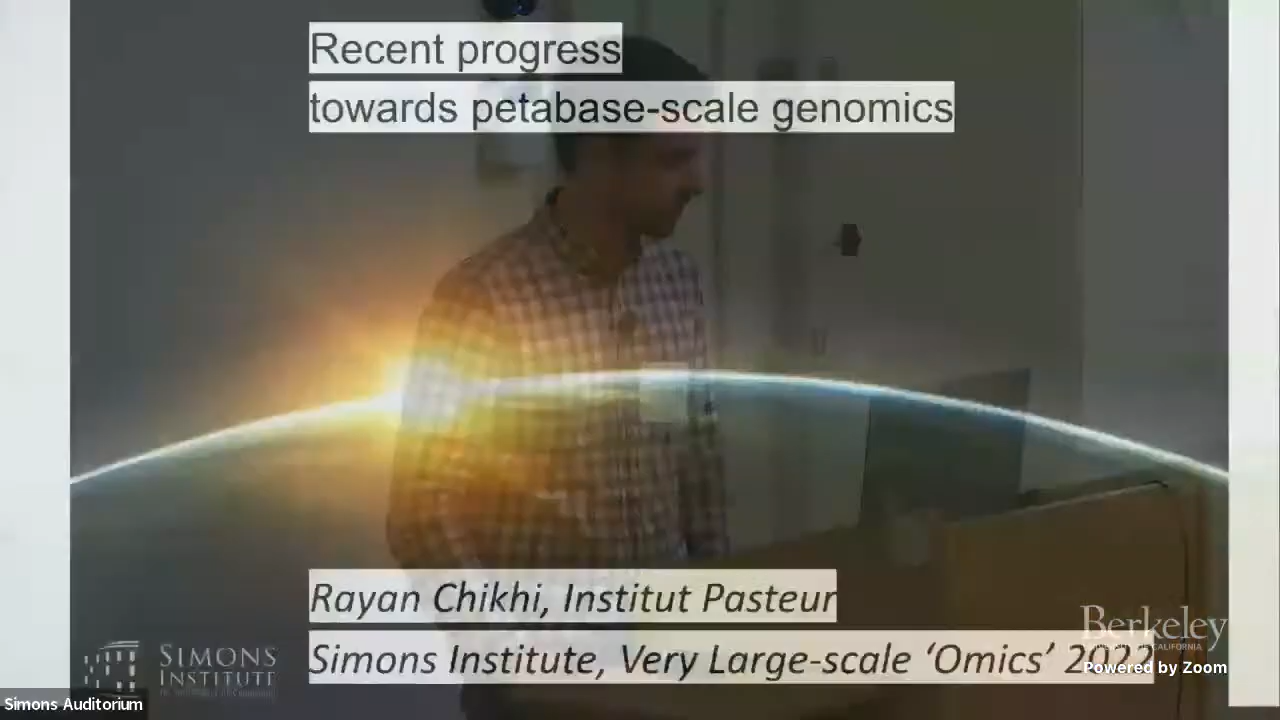 Recent progress
towards petabase-scale genomics
Rayan Chikhi, Institut Pasteur
Simons Institute, Very Large-scale ‘Omics’
Berkeley
SIMONS
INSTITUTE
Powered by Zoom
Simons Auditorium